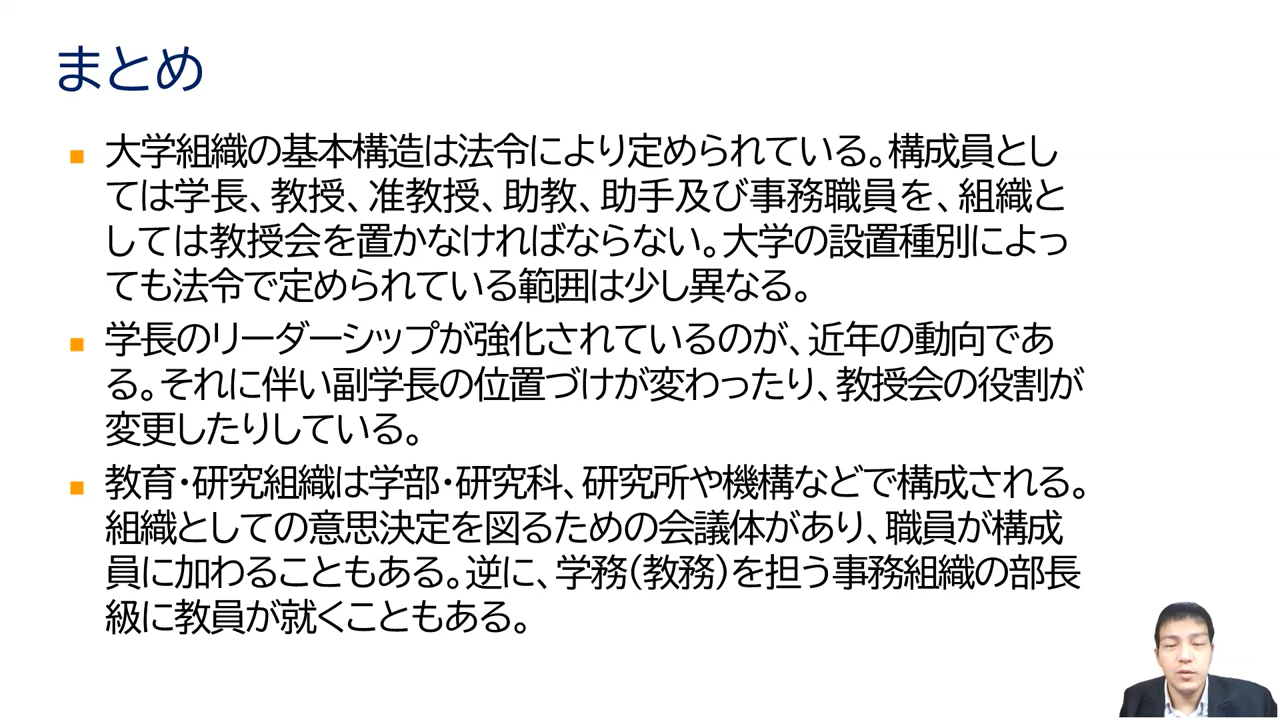 まとめ
大学組織の基本構造は法令により定められている。構成員とし
ては学長、教授、准教授、助教、助手及び事務職員を、組織と
しては教授会を置かなければならない。大学の設置種別によっ
ても法令で定められている範囲は少し異なる。
学長のリーダーシップが強化されているのが、近年の動向であ
る。それに伴い副学長の位置づけが変わったり、教授会の役割が
変更したりしている。
教育・研究組織は学部・研究科、研究所や機構などで構成される。
組織としての意思決定を図るための会議体があり、職員が構成
員に加わることもある。逆に、学務(教務)を担う事務組織の部長
級に教員が就くこともある。